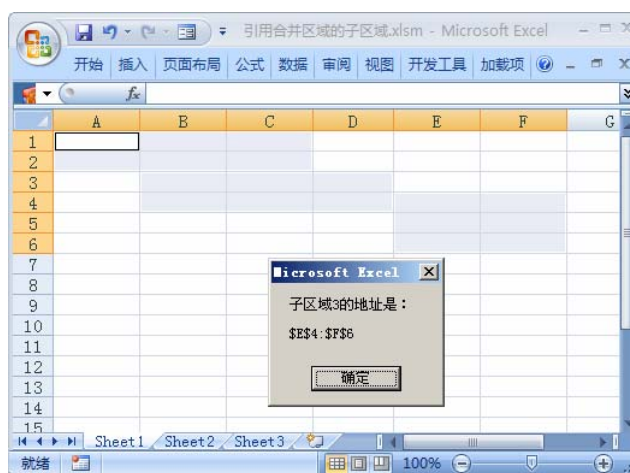 引用合并区域的子区域.xlsm - Microsoft Excel
开始 插入 页面布局 公式 数据 审阅 视图 开发工具 加载项
fx
A B C D E F G
1
2
3
4
5
6
7
8
9
10
11
12
13
14
15
Microsoft Excel
子区域3的地址是：
$E$4:$F$6
确定
Sheet1 Sheet2 Sheet3
就绪 100%